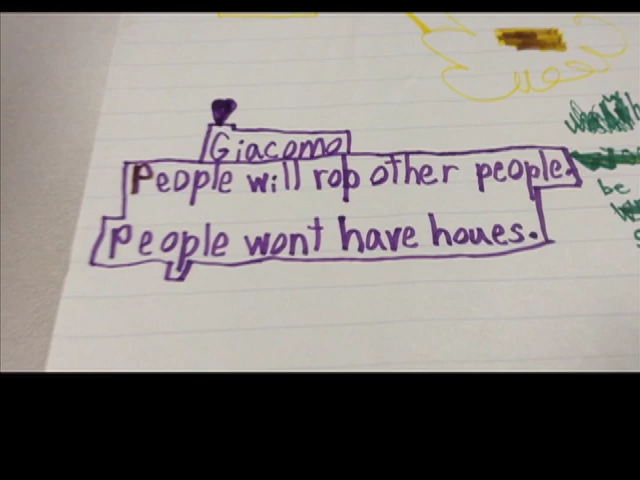 Giacomo
People will rob other people.
People wont have houes.
be